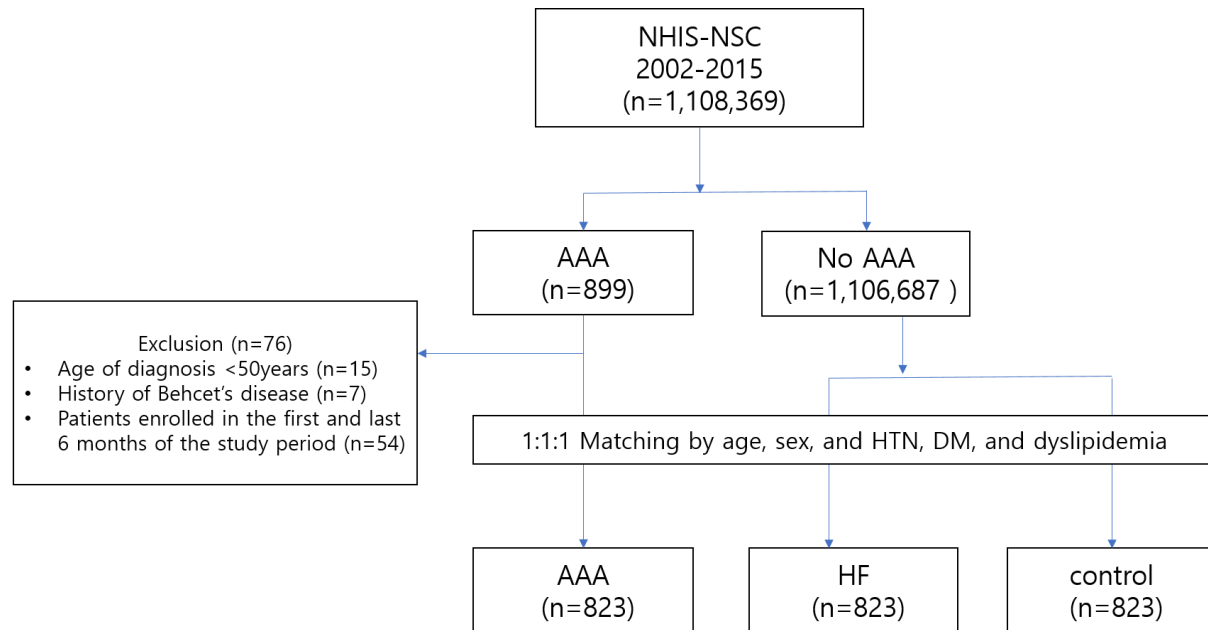 NHIS-NSC
2002-2015
(n=1,108,369)
AAA
(n=899)
No AAA
(n=1,106,687 )
Exclusion (n=76)
• Age of diagnosis <50years (n=15)
• History of Behcet's disease (n=7)
• Patients enrolled in the first and last
6 months of the study period (n=54)
1:1:1 Matching by age, sex, and HTN, DM, and dyslipidemia
AAA
(n=823)
HF
(n=823)
control
(n=823)